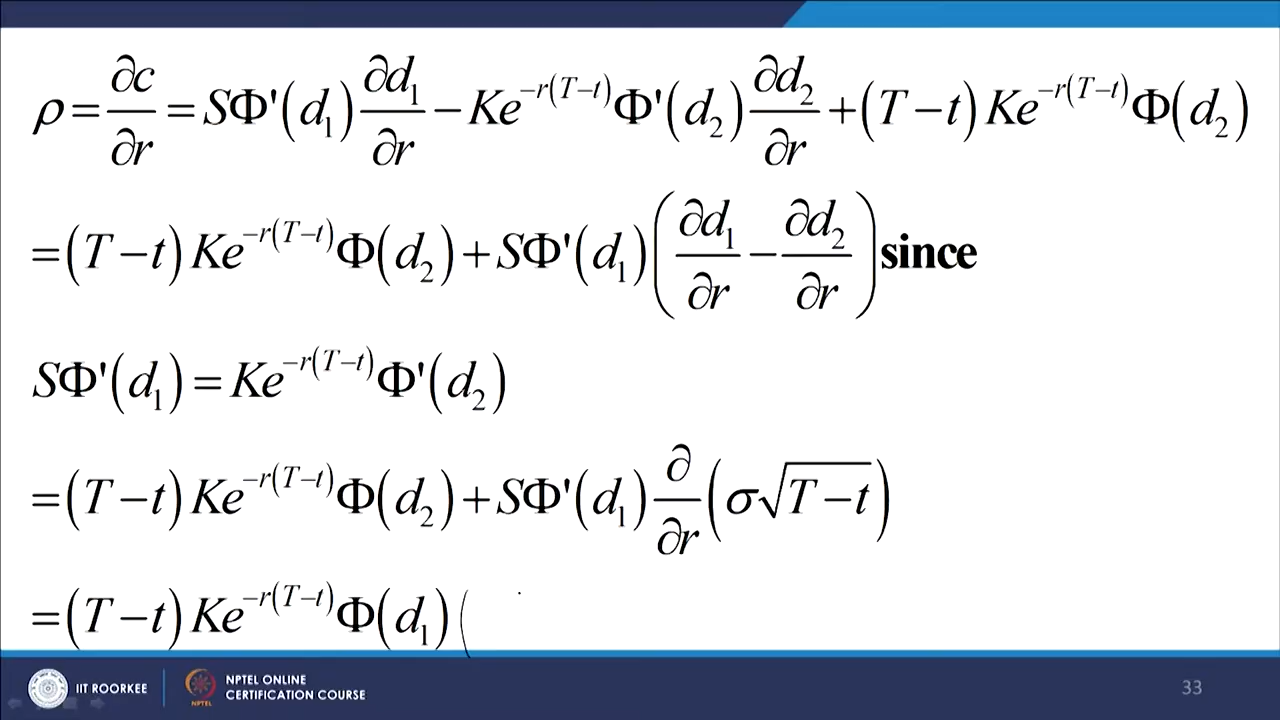 ρ = ∂c/∂r = SΦ'(d₁) ∂d₁/∂r − Ke^{−r(T−t)} Φ'(d₂) ∂d₂/∂r + (T−t) Ke^{−r(T−t)} Φ(d₂)
= (T−t) Ke^{−r(T−t)} Φ(d₂) + SΦ'(d₁) (∂d₁/∂r − ∂d₂/∂r) since
SΦ'(d₁) = Ke^{−r(T−t)} Φ'(d₂)
= (T−t) Ke^{−r(T−t)} Φ(d₂) + SΦ'(d₁) ∂/∂r (σ√(T−t))
= (T−t) Ke^{−r(T−t)} Φ(d₁) (
IIT ROORKEE
NPTEL
NPTEL ONLINE
CERTIFICATION COURSE
33